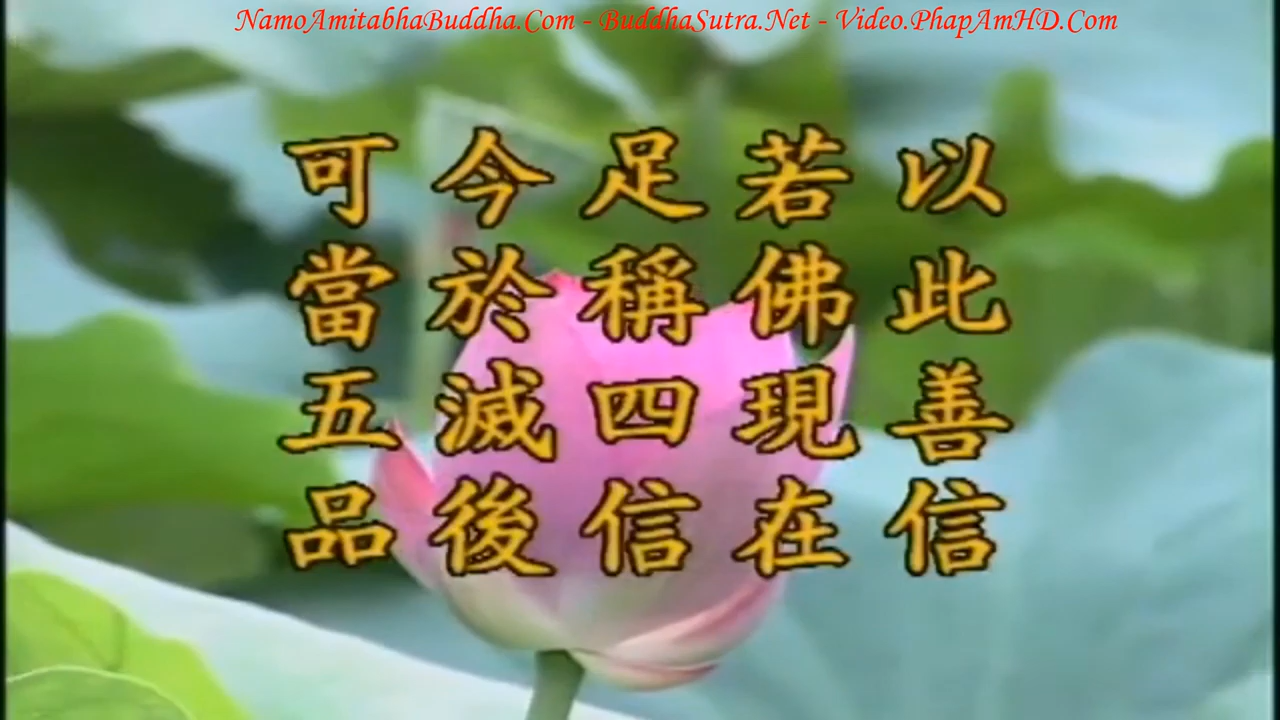 NamoAmitabhaBuddha.Com - BuddhaSutra.Net - Video.PhapAmHD.Com
以此善信
若佛現在
足稱四信
今於滅後
可當五品